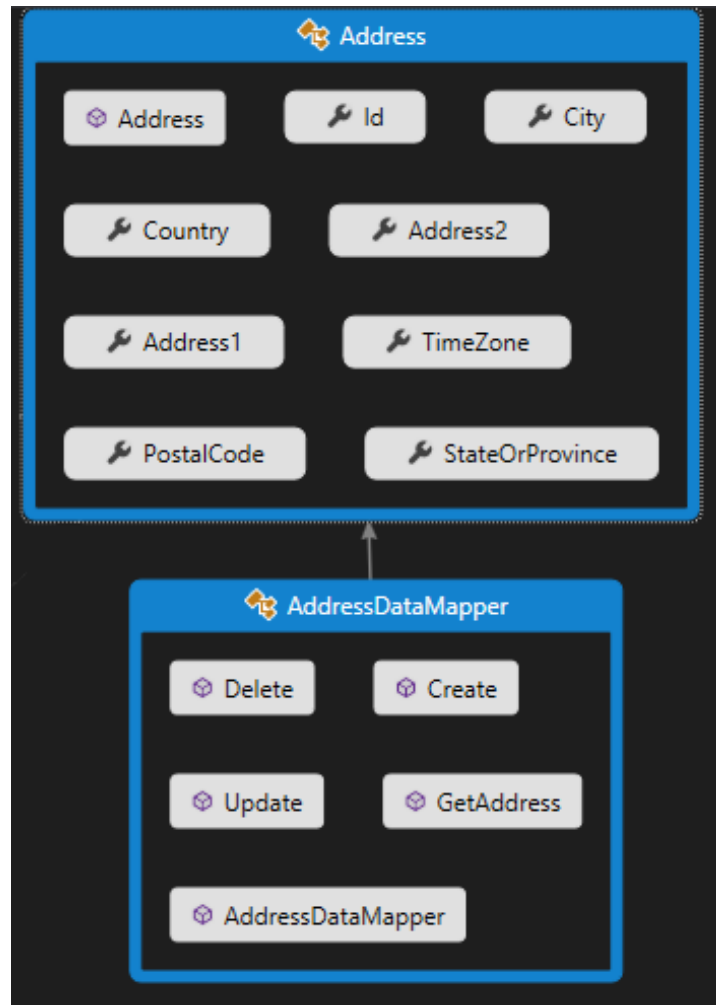 Address
Address Id City
Country Address2
Address1 TimeZone
PostalCode StateOrProvince
AddressDataMapper
Delete Create
Update GetAddress
AddressDataMapper